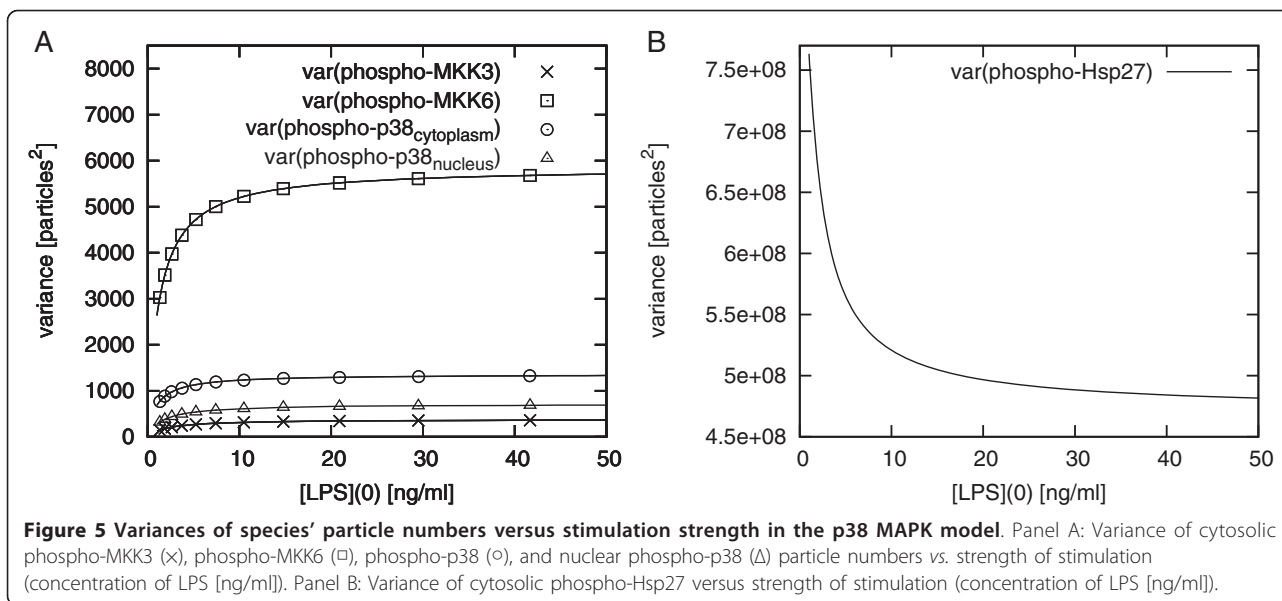 A
8000
7000
6000
5000
4000
3000
2000
1000
0
variance [particles²]
var(phospho-MKK3)
var(phospho-MKK6)
var(phospho-p38cytoplasm)
var(phospho-p38nucleus)
0 10 20 30 40 50
[LPS](0) [ng/ml]
B
7.5e+08
7e+08
6.5e+08
6e+08
5.5e+08
5e+08
4.5e+08
variance [particles²]
var(phospho-Hsp27)
0 10 20 30 40 50
[LPS](0) [ng/ml]
Figure 5 Variances of species' particle numbers versus stimulation strength in the p38 MAPK model. Panel A: Variance of cytosolic
phospho-MKK3 (×), phospho-MKK6 (□), phospho-p38 (○), and nuclear phospho-p38 (Δ) particle numbers vs. strength of stimulation
(concentration of LPS [ng/ml]). Panel B: Variance of cytosolic phospho-Hsp27 versus strength of stimulation (concentration of LPS [ng/ml]).